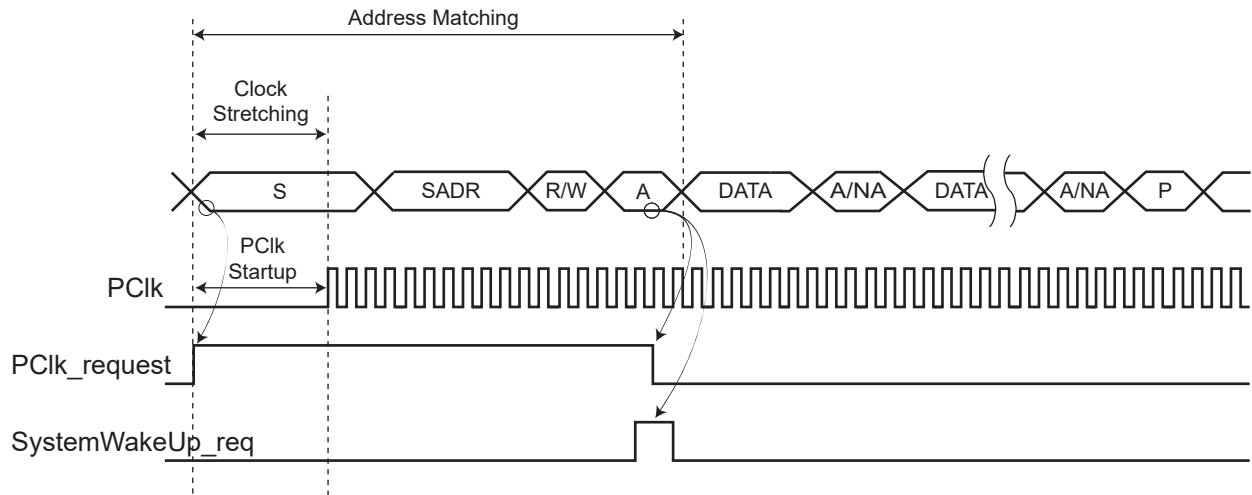 Address Matching
Clock
Stretching
S SADR R/W A DATA A/NA DATA A/NA P
PClk
Startup
PClk
PClk_request
SystemWakeUp_req